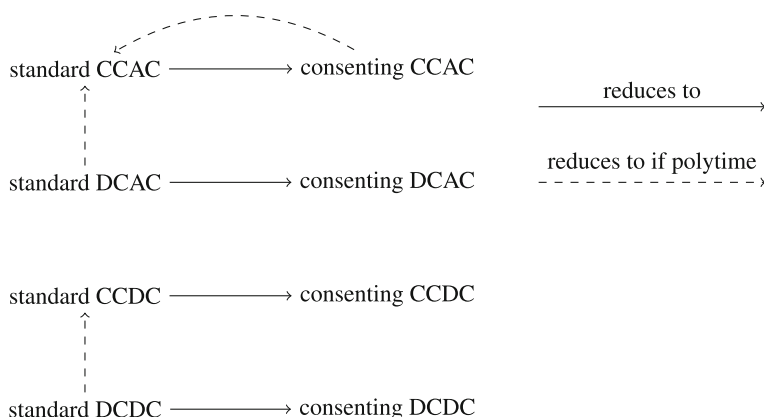 standard CCAC
consenting CCAC
reduces to
reduces to if polytime
standard DCAC
consenting DCAC
standard CCDC
consenting CCDC
standard DCDC
consenting DCDC